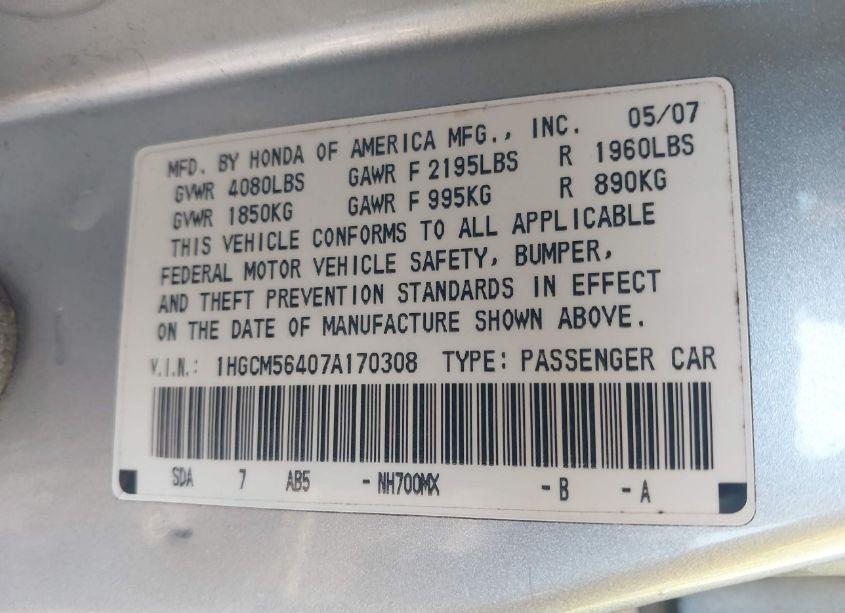 MFD. BY HONDA OF AMERICA MFG., INC. 05/07
GVWR 4080LBS GAWR F 2195LBS R 1960LBS
GVWR 1850KG GAWR F 995KG R 890KG
THIS VEHICLE CONFORMS TO ALL APPLICABLE
FEDERAL MOTOR VEHICLE SAFETY, BUMPER,
AND THEFT PREVENTION STANDARDS IN EFFECT
ON THE DATE OF MANUFACTURE SHOWN ABOVE.
V.I.N.: 1HGCM56407A170308 TYPE: PASSENGER CAR
SDA 7 AB5 -NH700MX -B -A